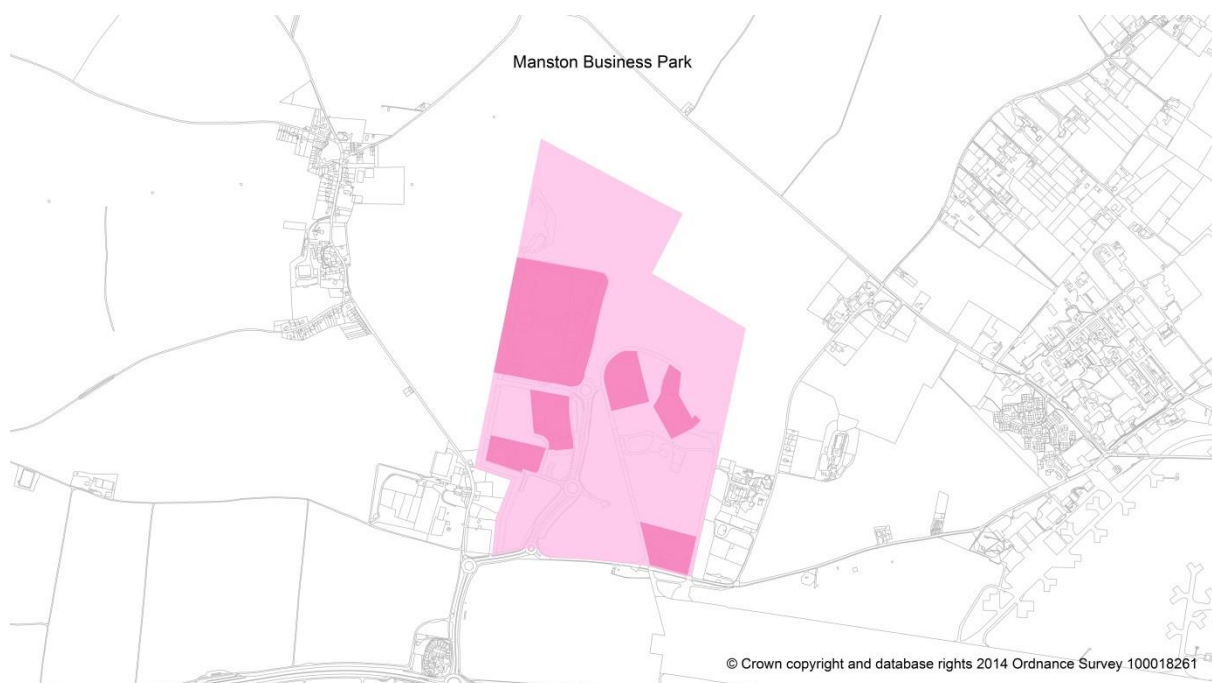 Manston Business Park
© Crown copyright and database rights 2014 Ordnance Survey 100018261